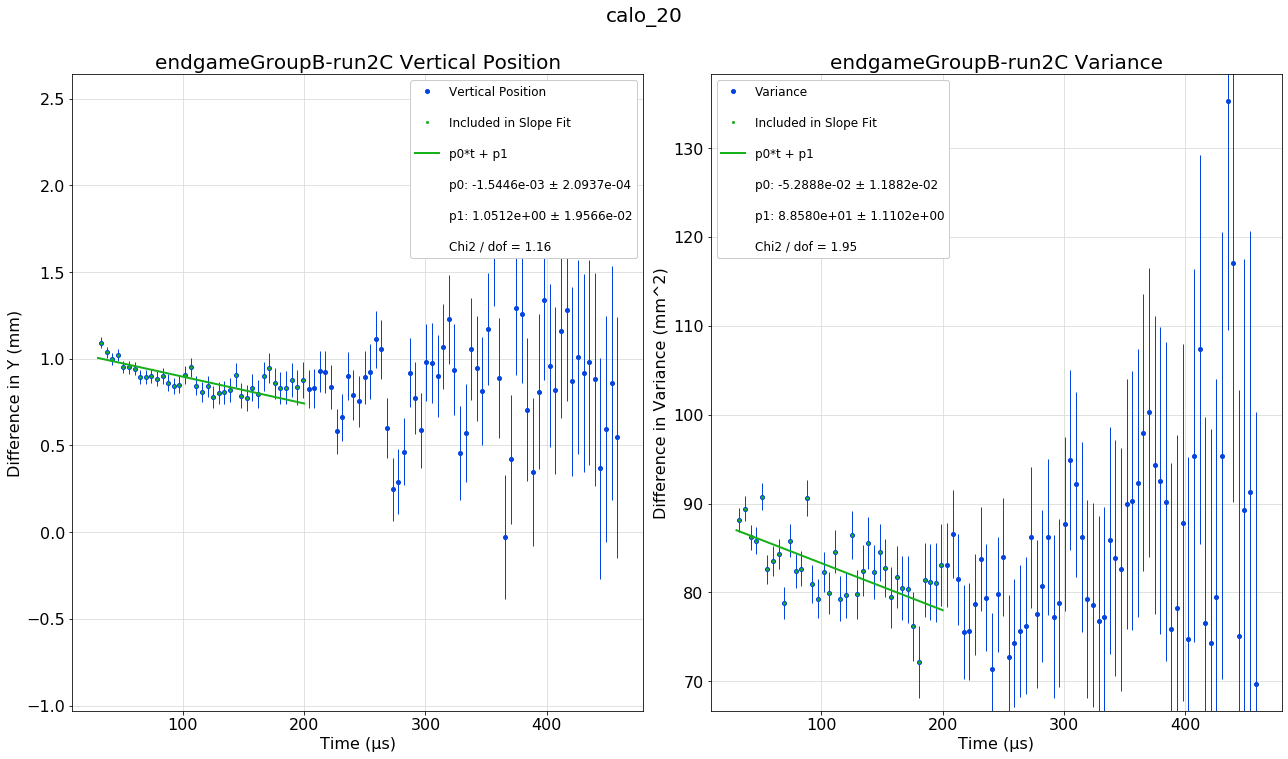 calo_20
endgameGroupB-run2C Vertical Position
Difference in Y (mm)
2.5
2.0
1.5
1.0
0.5
0.0
−0.5
−1.0
Vertical Position
Included in Slope Fit
p0*t + p1
p0: -1.5446e-03 ± 2.0937e-04
p1: 1.0512e+00 ± 1.9566e-02
Chi2 / dof = 1.16
100 200 300 400
Time (μs)
endgameGroupB-run2C Variance
Difference in Variance (mm^2)
130
120
110
100
90
80
70
Variance
Included in Slope Fit
p0*t + p1
p0: -5.2888e-02 ± 1.1882e-02
p1: 8.8580e+01 ± 1.1102e+00
Chi2 / dof = 1.95
100 200 300 400
Time (μs)